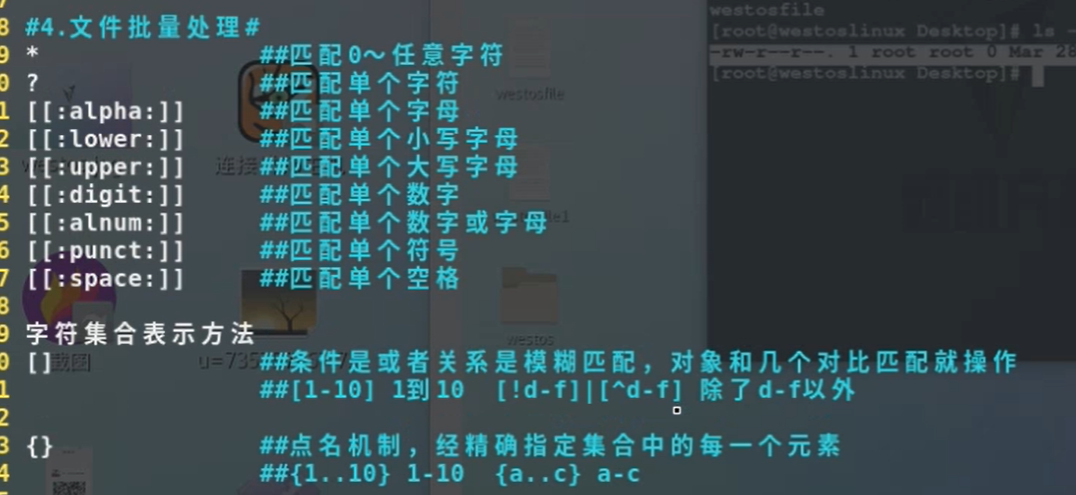 8 #4.文件批量处理#
9 * ##匹配0～任意字符
0 ? ##匹配单个字符
1 [[:alpha:]] ##匹配单个字母
2 [[:lower:]] ##匹配单个小写字母
3 [[:upper:]] ##匹配单个大写字母
4 [[:digit:]] ##匹配单个数字
5 [[:alnum:]] ##匹配单个数字或字母
6 [[:punct:]] ##匹配单个符号
7 [[:space:]] ##匹配单个空格
8
9 字符集合表示方法
0 [] ##条件是或者关系是模糊匹配，对象和几个对比匹配就操作
1 ##[1-10] 1到10 [!d-f]|[^d-f] 除了d-f以外
2
3 {} ##点名机制，经精确指定集合中的每一个元素
4 ##{1..10} 1-10 {a..c} a-c
westosfile
[root@westoslinux Desktop]# ls -
-rw-r--r--. 1 root root 0 Mar 28
[root@westoslinux Desktop]#
westosfile
连接
截图
westos